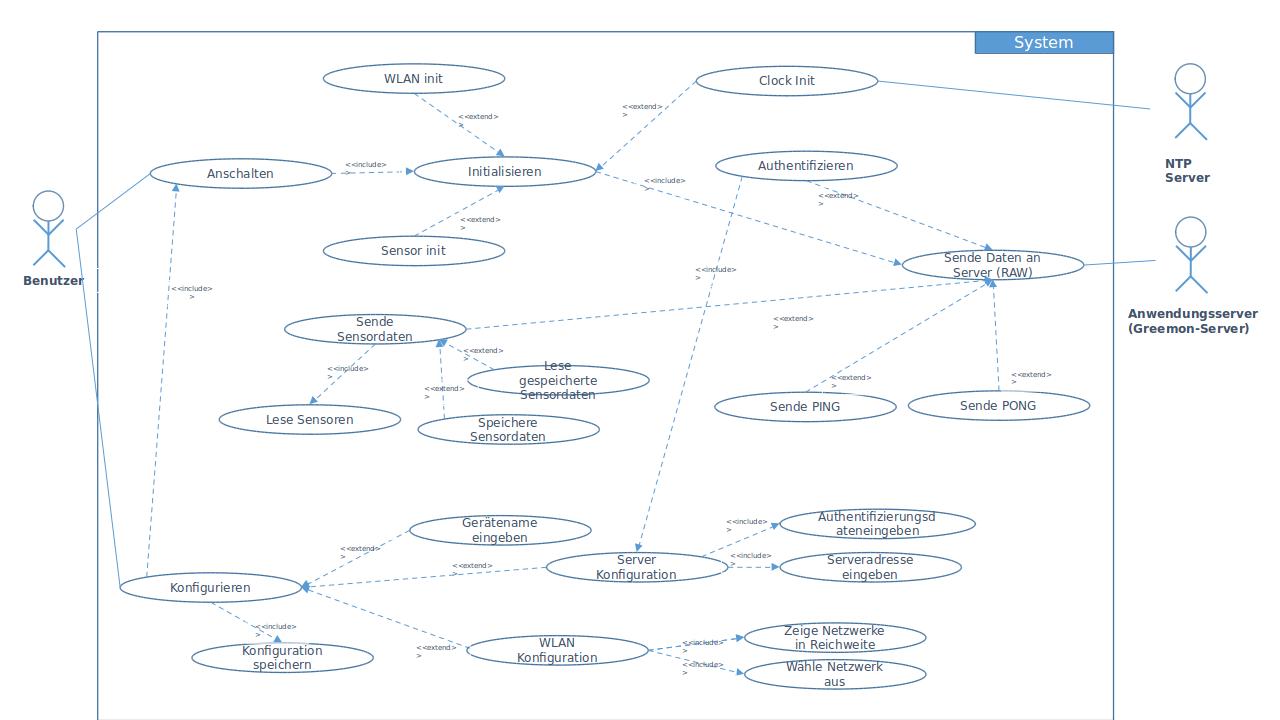 System
WLAN init
Clock Init
<<extend>
>
<<extend>
>
NTP
Server
Anschalten
<<include>
>
Initialisieren
Authentifizieren
<<include>
>
<<extend>
>
Sensor init
<<extend>
>
Sende Daten an
Server (RAW)
Benutzer
<<include>
>
<<include>
>
Anwendungsserver
(Greemon-Server)
Sende
Sensordaten
<<extend>
>
<<include>
>
<<extend>
>
Lese
gespeicherte
Sensordaten
<<extend>
>
<<extend>
>
<<extend>
>
Lese Sensoren
Speichere
Sensordaten
Sende PING
Sende PONG
Gerätename
eingeben
<<include>
>
Authentifizierungsd
ateneingeben
<<extend>
>
<<extend>
>
Server
Konfiguration
<<include>
>
Serveradresse
eingeben
Konfigurieren
<<include>
>
Konfiguration
speichern
<<extend>
>
WLAN
Konfiguration
<<include>
>
Zeige Netzwerke
in Reichweite
<<include>
>
Wähle Netzwerk
aus